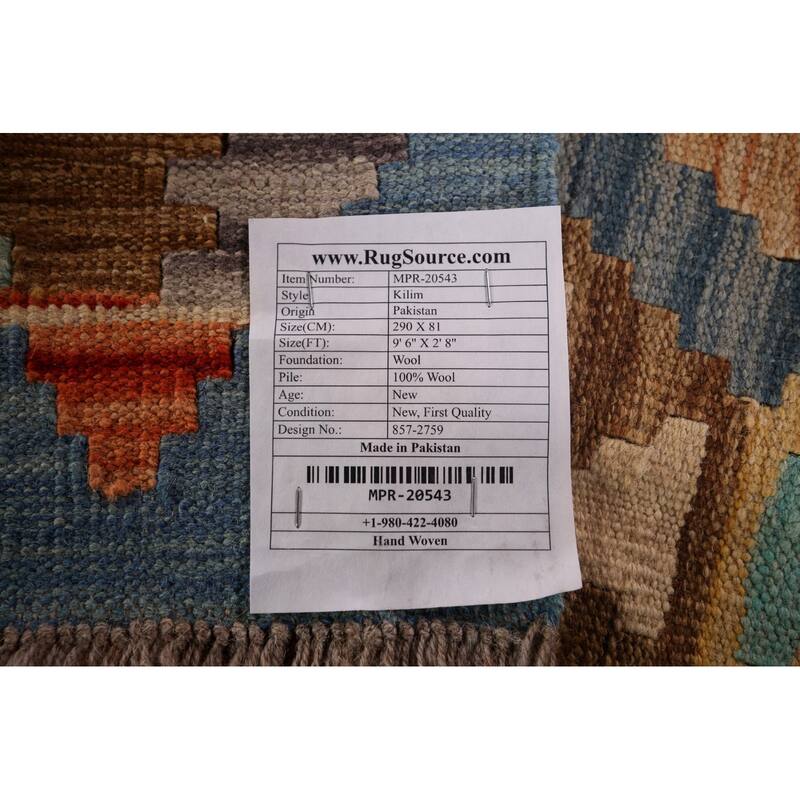 www.RugSource.com
Item Number: MPR-20543
Style Kilim
Origin Pakistan
Size(CM): 290 X 81
Size(FT): 9' 6" X 2' 8"
Foundation: Wool
Pile: 100% Wool
Age: New
Condition: New, First Quality
Design No.: 857-2759
Made in Pakistan
MPR-20543
+1-980-422-4080
Hand Woven